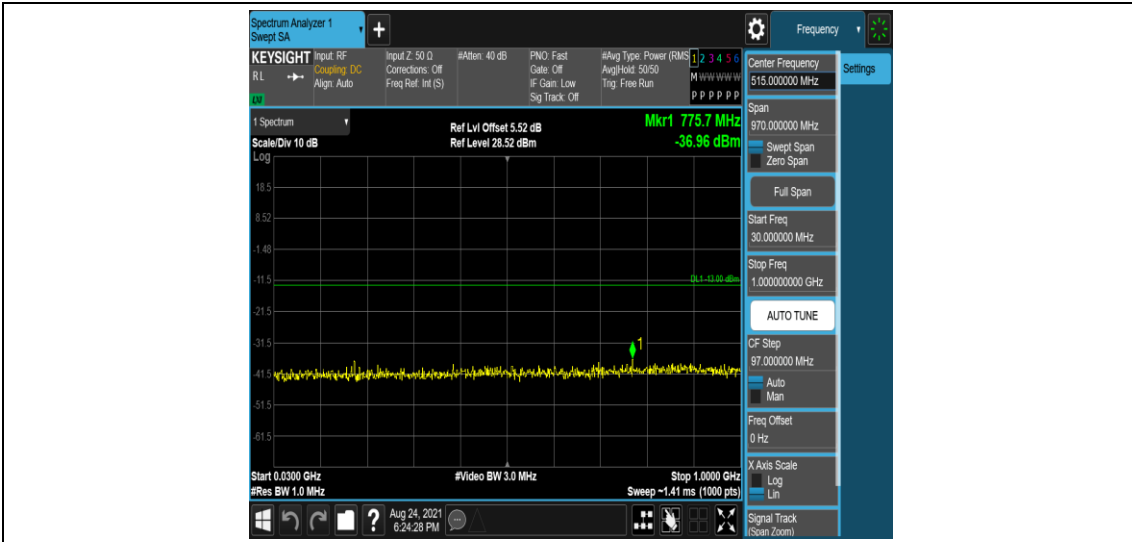 Spectrum Analyzer 1
Swept SA
Frequency
KEYSIGHT
RL
LXI
Input: RF
Coupling: DC
Align: Auto
Input Z: 50 Ω
Corrections: Off
Freq Ref: Int (S)
#Atten: 40 dB
PNO: Fast
Gate: Off
IF Gain: Low
Sig Track: Off
#Avg Type: Power (RMS
Avg|Hold: 50/50
Trig: Free Run
1 2 3 4 5 6
M W W W W W
P P P P P P
1 Spectrum
Scale/Div 10 dB
Log
Ref Lvl Offset 5.52 dB
Ref Level 28.52 dBm
Mkr1 775.7 MHz
-36.96 dBm
18.5
8.52
-1.48
-11.5
DL1 -13.00 dBm
-21.5
-31.5
1
-41.5
-51.5
-61.5
Start 0.0300 GHz
#Res BW 1.0 MHz
#Video BW 3.0 MHz
Stop 1.0000 GHz
Sweep ~1.41 ms (1000 pts)
?
Aug 24, 2021
6:24:28 PM
Center Frequency
515.000000 MHz
Settings
Span
970.000000 MHz
Swept Span
Zero Span
Full Span
Start Freq
30.000000 MHz
Stop Freq
1.000000000 GHz
AUTO TUNE
CF Step
97.000000 MHz
Auto
Man
Freq Offset
0 Hz
X Axis Scale
Log
Lin
Signal Track
(Span Zoom)